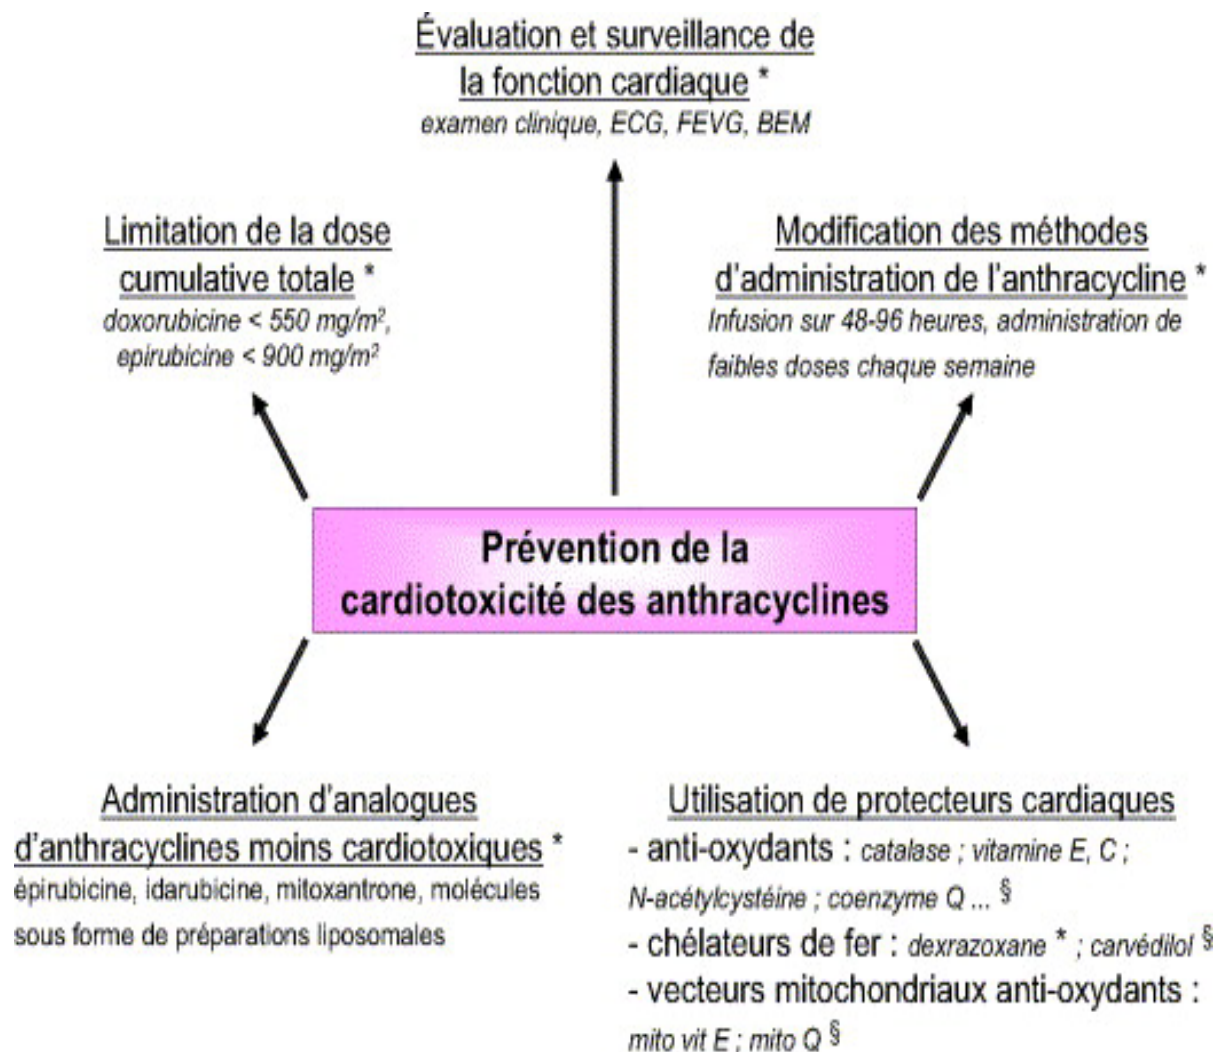 Évaluation et surveillance de
la fonction cardiaque *
examen clinique, ECG, FEVG, BEM
Limitation de la dose
cumulative totale *
doxorubicine < 550 mg/m²,
epirubicine < 900 mg/m²
Modification des méthodes
d'administration de l'anthracycline *
Infusion sur 48-96 heures, administration de
faibles doses chaque semaine
Prévention de la
cardiotoxicité des anthracyclines
Administration d'analogues
d'anthracyclines moins cardiotoxiques *
épirubicine, idarubicine, mitoxantrone, molécules
sous forme de préparations liposomales
Utilisation de protecteurs cardiaques
- anti-oxydants : catalase ; vitamine E, C ;
N-acétylcystéine ; coenzyme Q ... §
- chélateurs de fer : dexrazoxane * ; carvédilol §
- vecteurs mitochondriaux anti-oxydants :
mito vit E ; mito Q §